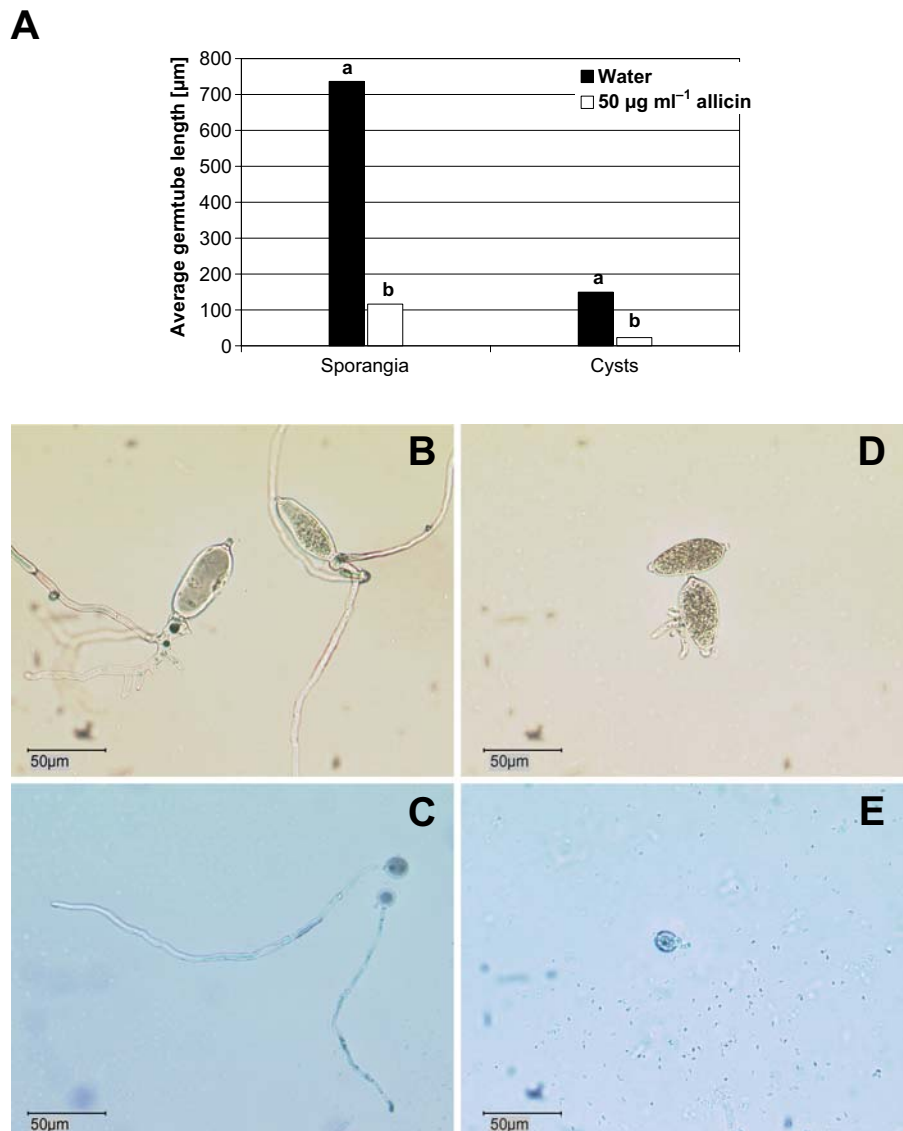 A
Average germtube length [µm]
800
700
600
500
400
300
200
100
0
a
b
a
b
Water
50 µg ml⁻¹ allicin
Sporangia
Cysts
B
50µm
D
50µm
C
50µm
E
50µm